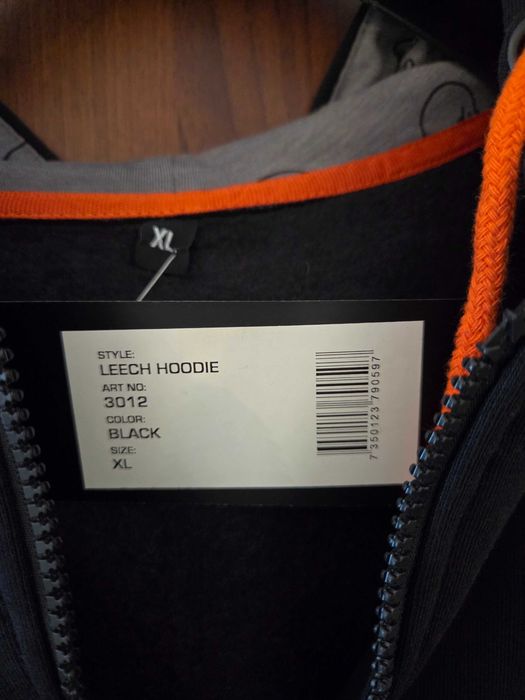 XL
STYLE:
LEECH HOODIE
ART NO:
3012
COLOR:
BLACK
SIZE:
XL
7 350123 790597